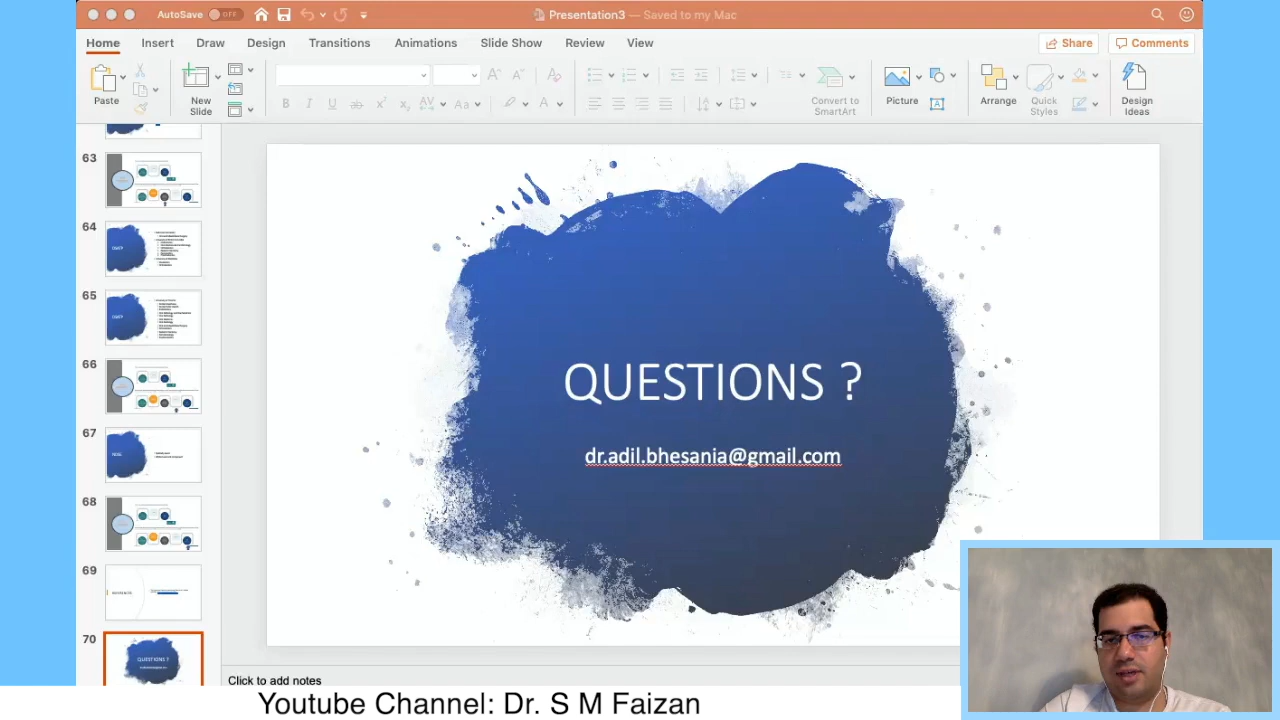 AutoSave OFF
Presentation3 — Saved to my Mac
Home Insert Draw Design Transitions Animations Slide Show Review View
Share Comments
Paste
New Slide
Convert to SmartArt
Picture
Arrange
Quick Styles
Design Ideas
63
64
65
66
67
68
69
70
QUESTIONS ?
dr.adil.bhesania@gmail.com
Click to add notes
Youtube Channel: Dr. S M Faizan